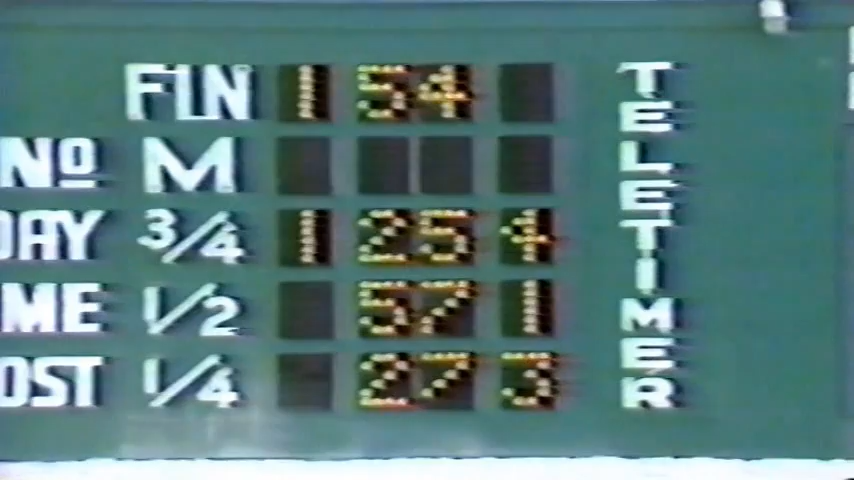 FIN 1 54
No M
DAY 3/4 1 25 4
ME 1/2 57 1
OST 1/4 27 3
TELETIMER